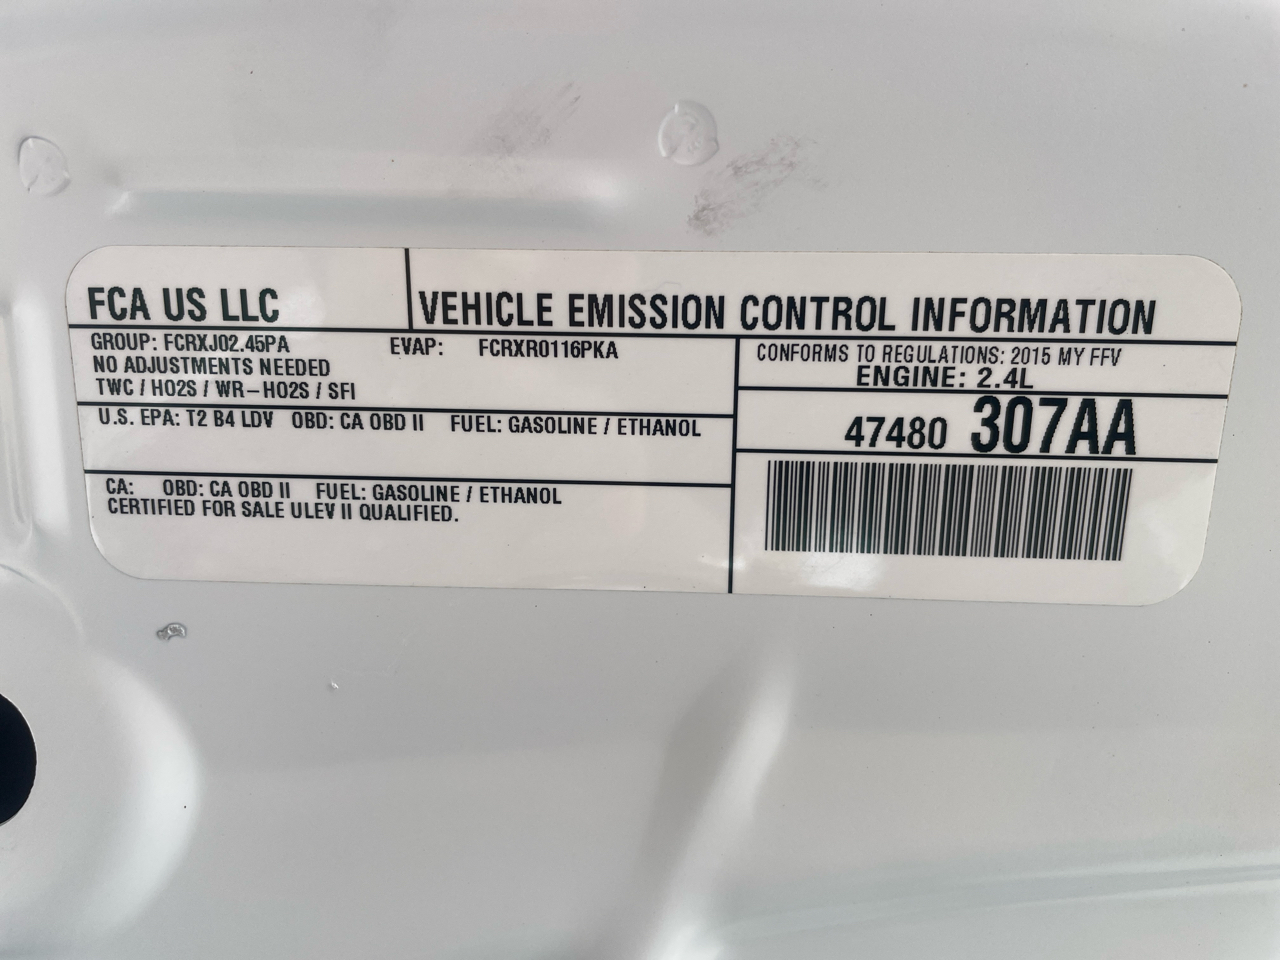 FCA US LLC
VEHICLE EMISSION CONTROL INFORMATION
GROUP: FCRXJ02.45PA
EVAP: FCRXR0116PKA
NO ADJUSTMENTS NEEDED
TWC / HO2S / WR-HO2S / SFI
U.S. EPA: T2 B4 LDV OBD: CA OBD II FUEL: GASOLINE / ETHANOL
CA: OBD: CA OBD II FUEL: GASOLINE / ETHANOL
CERTIFIED FOR SALE ULEV II QUALIFIED.
CONFORMS TO REGULATIONS: 2015 MY FFV
ENGINE: 2.4L
47480 307AA